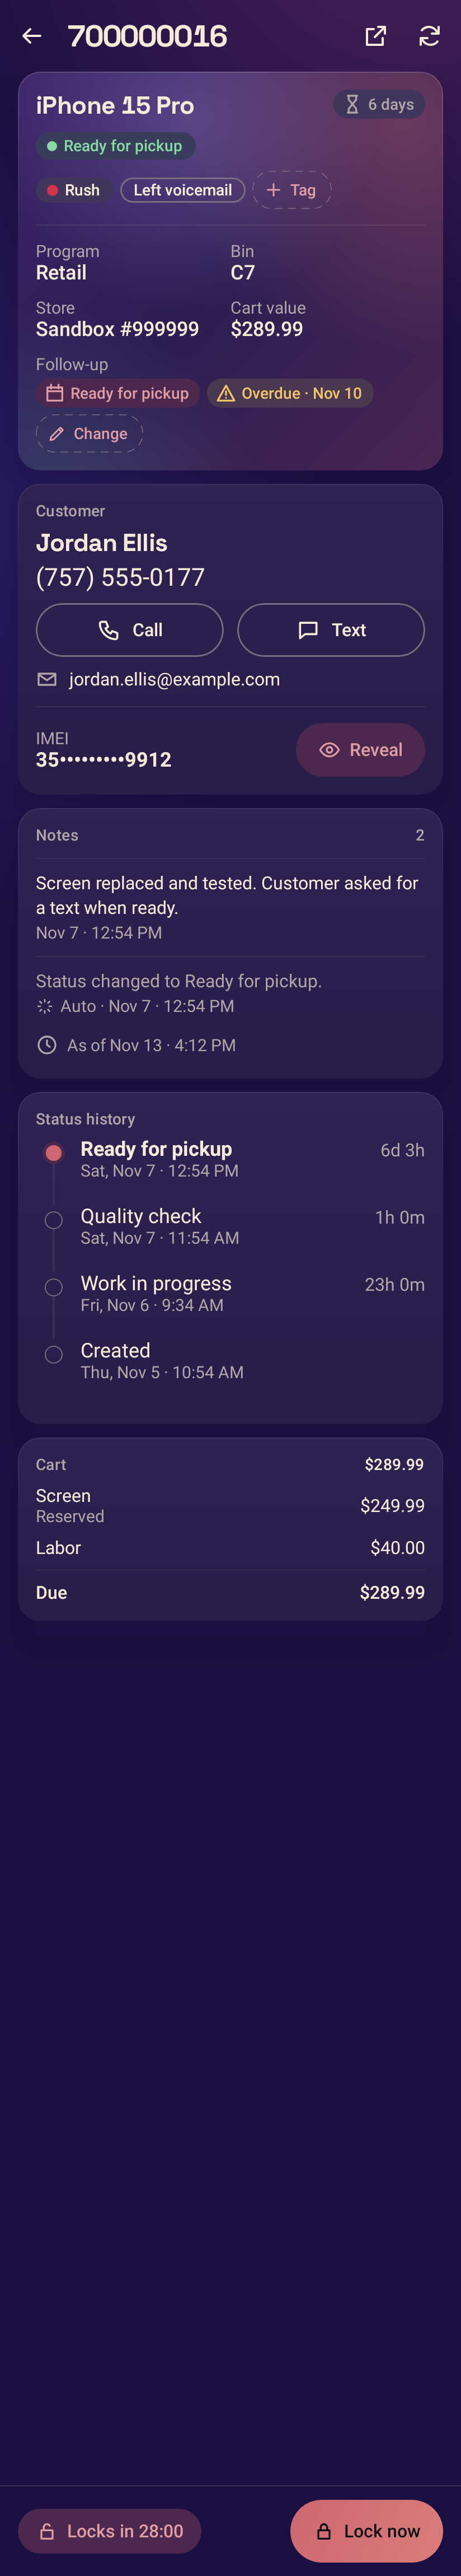 700000016
iPhone 15 Pro
6 days
Ready for pickup
Rush
Left voicemail
Tag
Program
Bin
Retail
C7
Store
Cart value
Sandbox #999999
$289.99
Follow-up
Ready for pickup
Overdue · Nov 10
Change
Customer
Jordan Ellis
(757) 555-0177
Call
Text
jordan.ellis@example.com
IMEI
35•••••••••9912
Reveal
Notes
2
Screen replaced and tested. Customer asked for
a text when ready.
Nov 7 · 12:54 PM
Status changed to Ready for pickup.
Auto · Nov 7 · 12:54 PM
As of Nov 13 · 4:12 PM
Status history
Ready for pickup
6d 3h
Sat, Nov 7 · 12:54 PM
Quality check
1h 0m
Sat, Nov 7 · 11:54 AM
Work in progress
23h 0m
Fri, Nov 6 · 9:34 AM
Created
Thu, Nov 5 · 10:54 AM
Cart
$289.99
Screen
$249.99
Reserved
Labor
$40.00
Due
$289.99
Locks in 28:00
Lock now